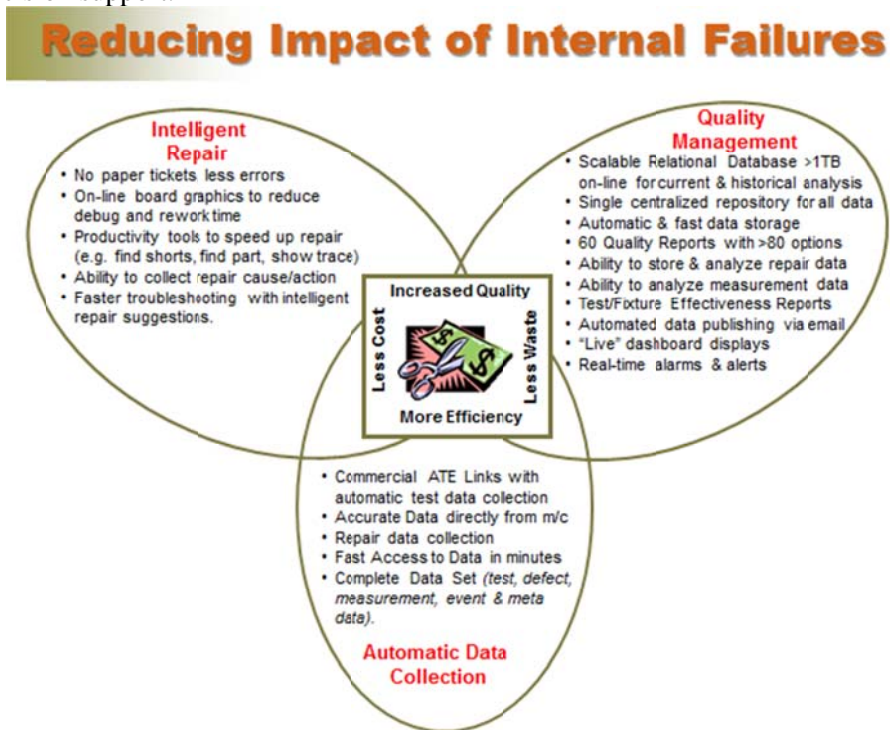 Reducing Impact of Internal Failures
Intelligent
Repair
• No paper tickets less errors
• On-line board graphics to reduce
debug and rework time
• Productivity tools to speed up repair
(e.g. find shorts, find part, show trace)
• Ability to collect repair cause/action
• Faster troubleshooting with intelligent
repair suggestions.
Quality
Management
• Scalable Relational Database >1TB
on-line for current & historical analysis
• Single centralized repository for all data
• Automatic & fast data storage
• 60 Quality Reports with >80 options
• Ability to store & analyze repair data
• Ability to analyze measurement data
• Test/Fixture Effectiveness Reports
• Automated data publishing via email
• "Live" dashboard displays
• Real-time alarms & alerts
Increased Quality
Less Cost
Less Waste
More Efficiency
• Commercial ATE Links with
automatic test data collection
• Accurate Data directly from m/c
• Repair data collection
• Fast Access to Data in minutes
• Complete Data Set (test, defect,
measurement, event & meta
data).
Automatic Data
Collection